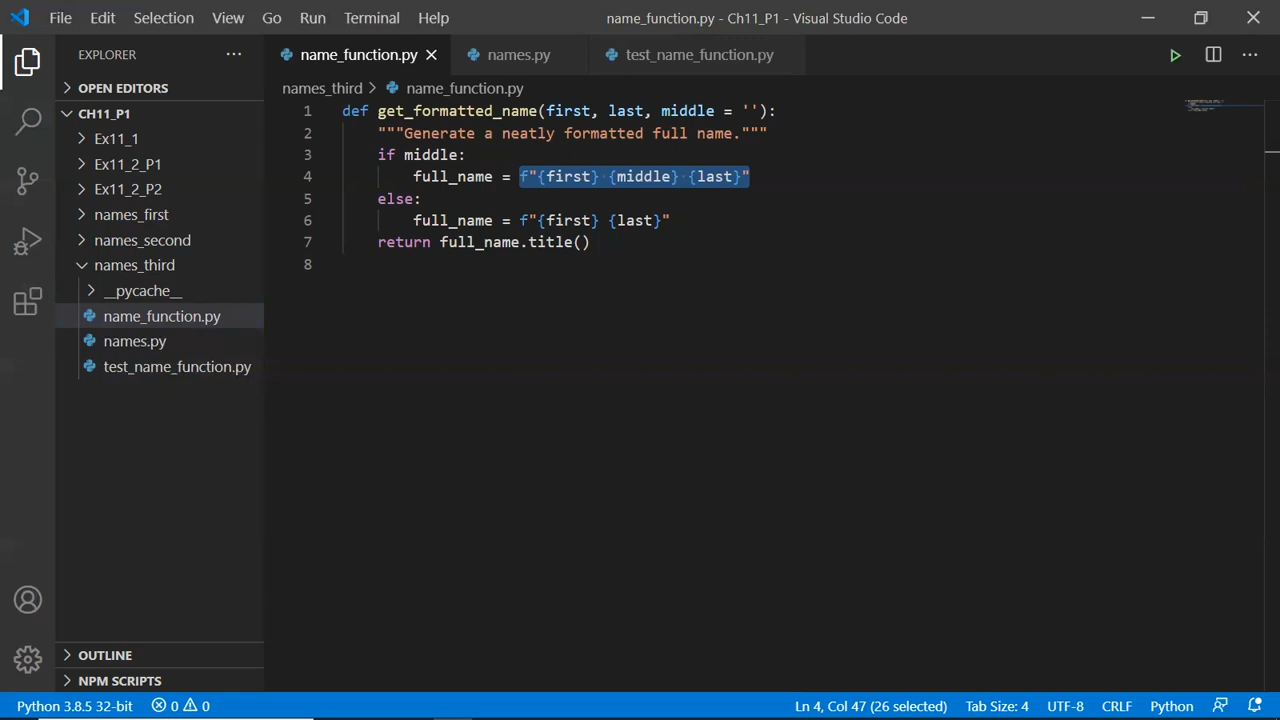 File Edit Selection View Go Run Terminal Help name_function.py - Ch11_P1 - Visual Studio Code
EXPLORER ···
name_function.py names.py test_name_function.py
OPEN EDITORS
names_third > name_function.py
CH11_P1
Ex11_1
Ex11_2_P1
Ex11_2_P2
names_first
names_second
names_third
__pycache__
name_function.py
names.py
test_name_function.py
1 def get_formatted_name(first, last, middle = ''):
2 """Generate a neatly formatted full name."""
3 if middle:
4 full_name = f"{first} {middle} {last}"
5 else:
6 full_name = f"{first} {last}"
7 return full_name.title()
8
OUTLINE
NPM SCRIPTS
Python 3.8.5 32-bit 0 0 Ln 4, Col 47 (26 selected) Tab Size: 4 UTF-8 CRLF Python